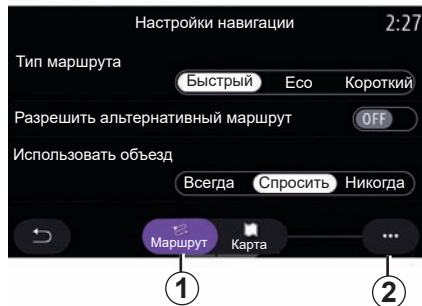 Настройки навигации 2:27
Тип маршрута
Быстрый Eco Короткий
Разрешить альтернативный маршрут OFF
Использовать объезд
Всегда Спросить Никогда
Маршрут Карта ...
1 2